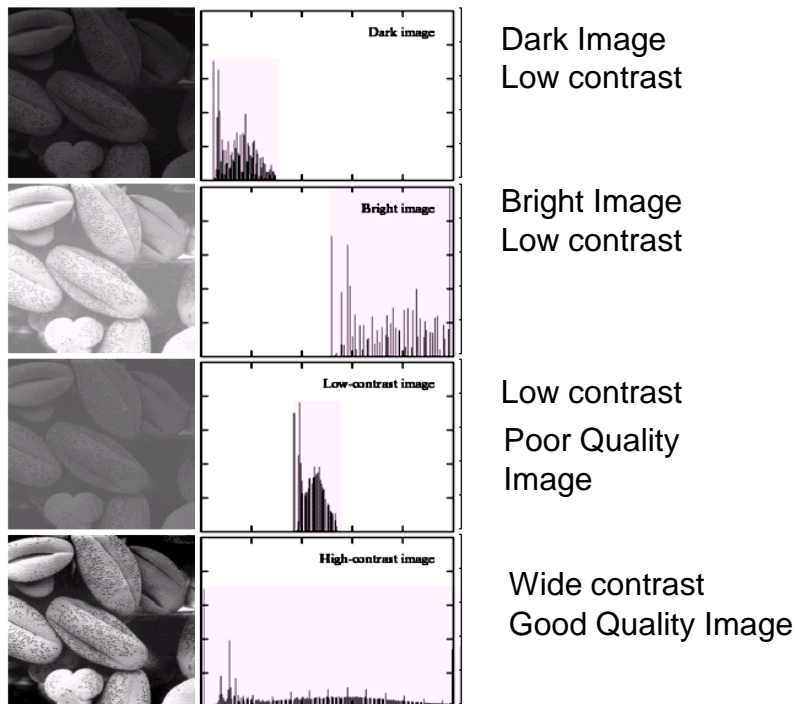 Dark image
Dark Image
Low contrast
Bright image
Bright Image
Low contrast
Low-contrast image
Low contrast
Poor Quality
Image
High-contrast image
Wide contrast
Good Quality Image